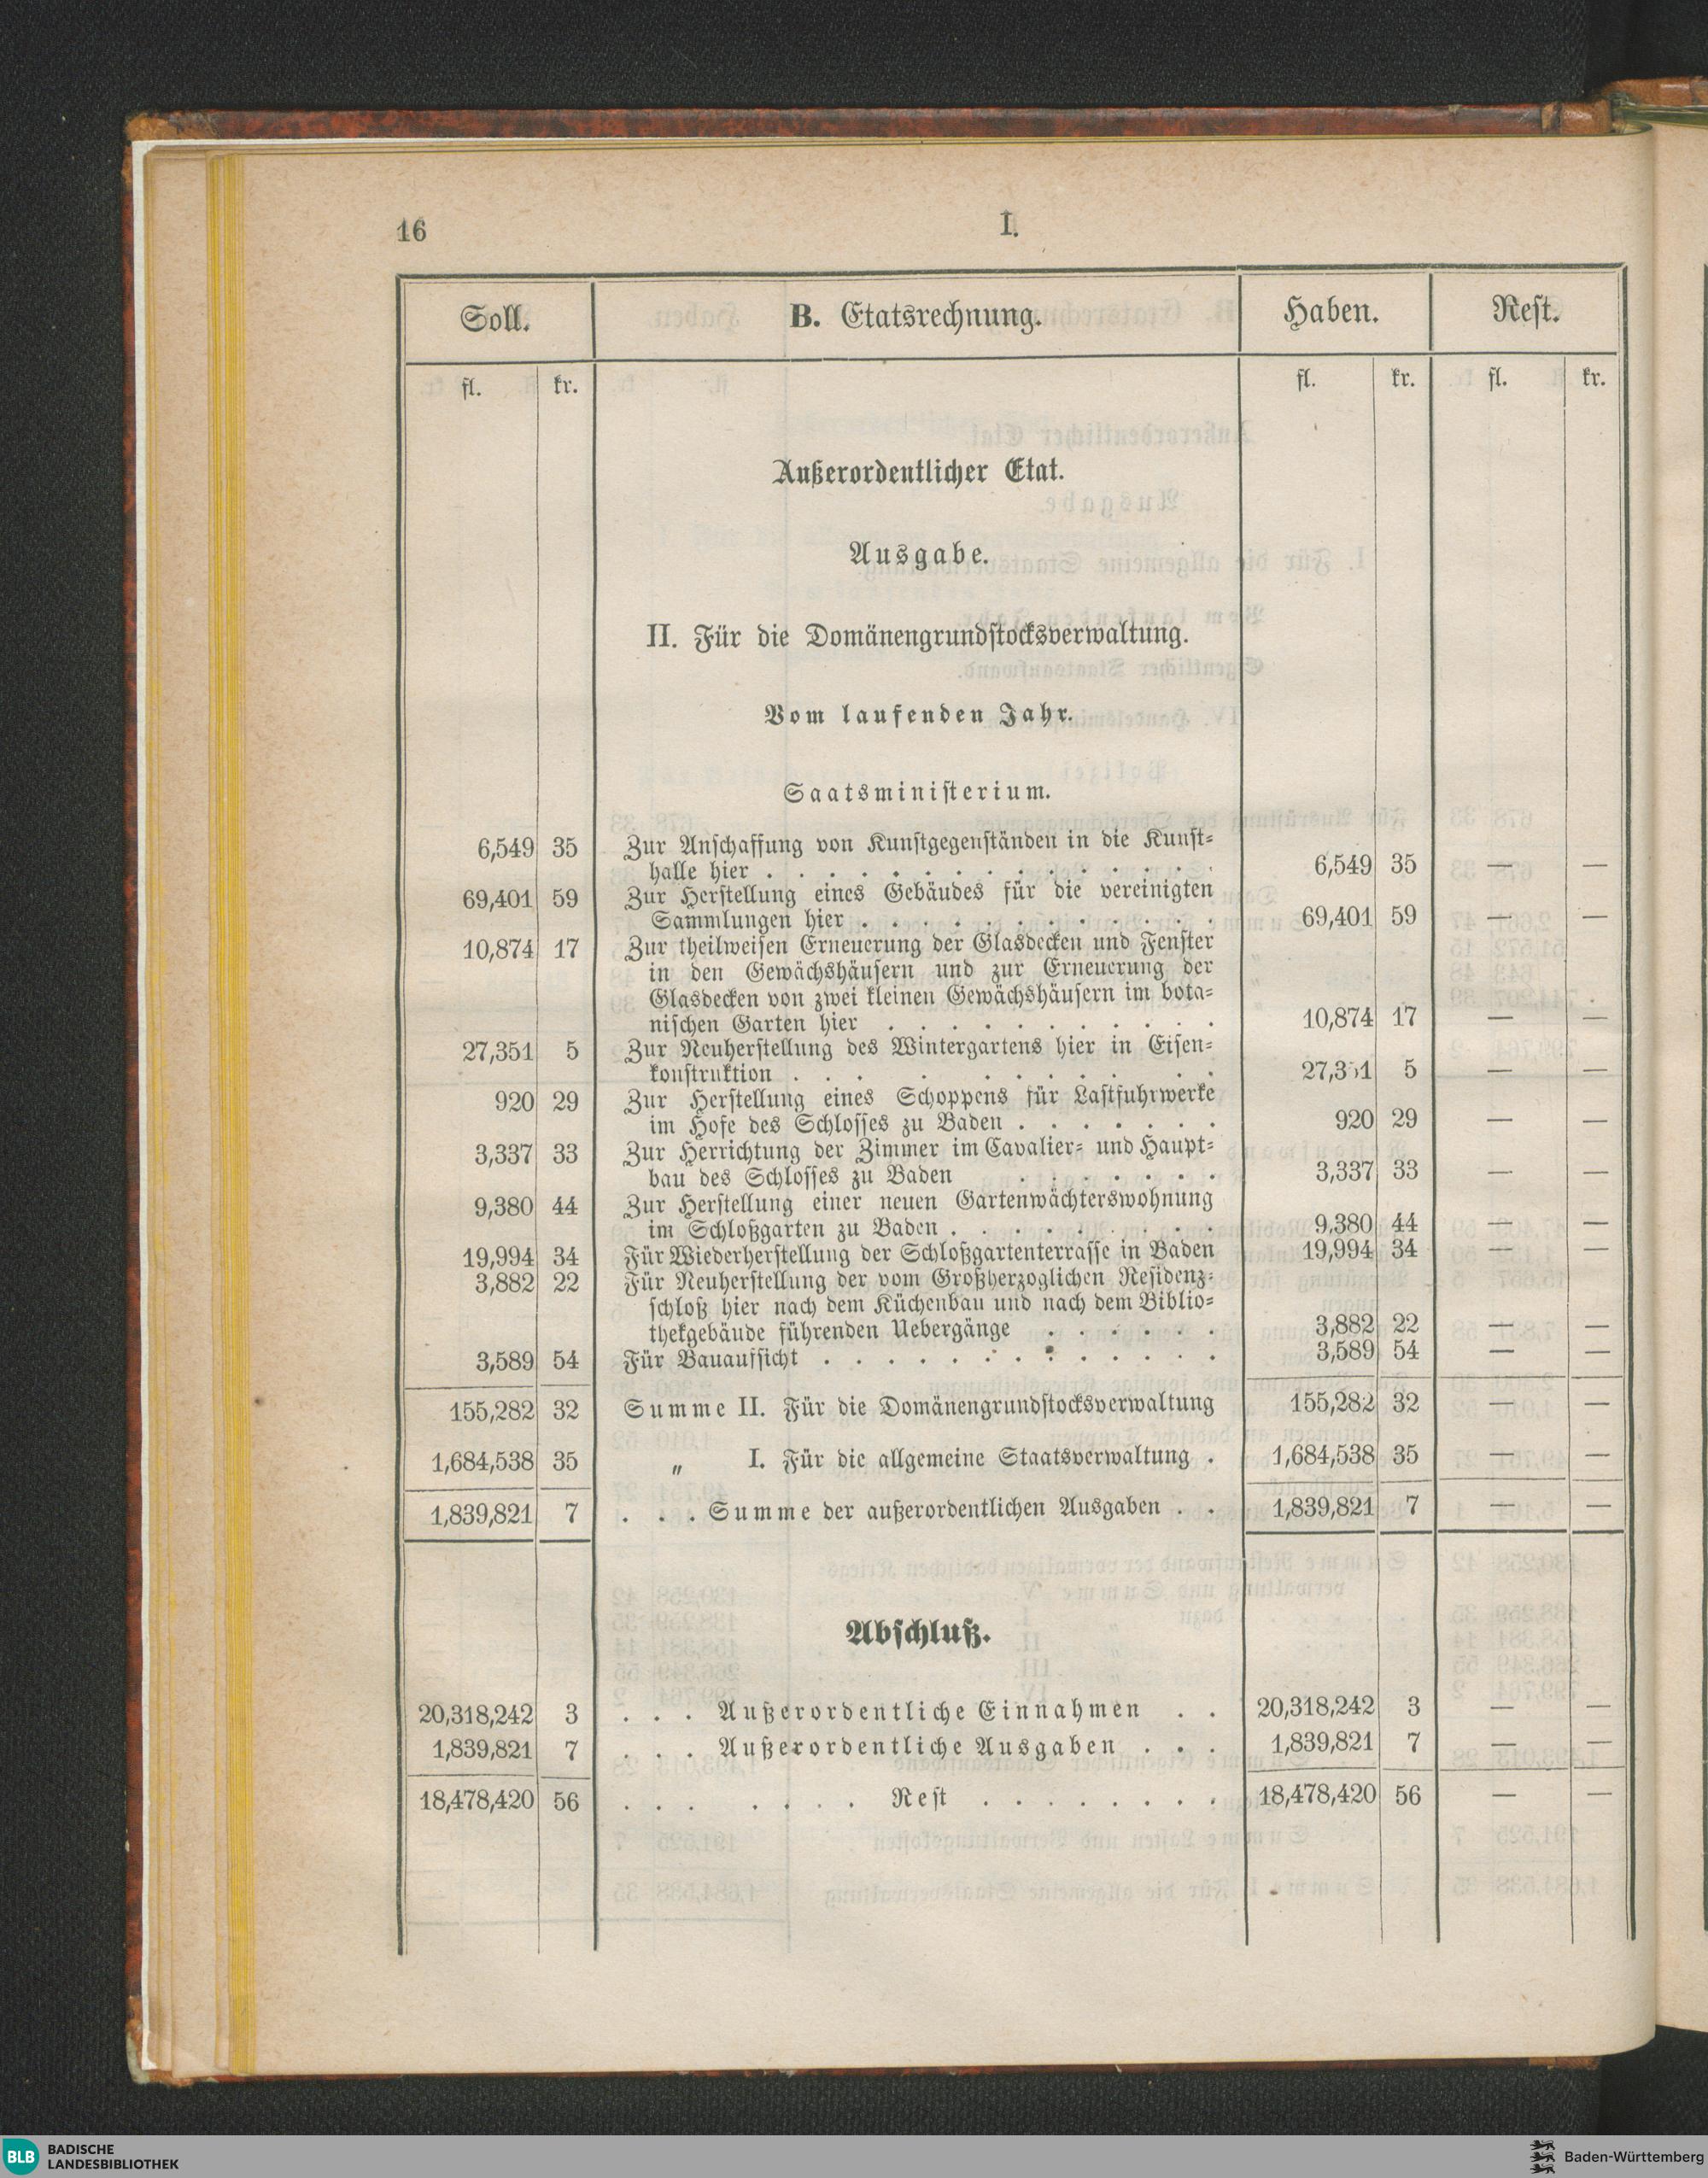 16
I.
Soll. B. Etatsrechnung. Haben. Rest.
fl. kr. fl. kr. fl. kr.
Außerordentlicher Etat.
Ausgabe.
II. Für die Domänengrundstocksverwaltung.
Vom laufenden Jahr.
Saatsministerium.
6,549 35 Zur Anschaffung von Kunstgegenständen in die Kunst-
halle hier . . . . . . . . . . . . . . 6,549 35 — —
69,401 59 Zur Herstellung eines Gebäudes für die vereinigten
Sammlungen hier . . . . . . . . . . . 69,401 59 — —
10,874 17 Zur theilweisen Erneuerung der Glasdecken und Fenster
in den Gewächshäusern und zur Erneuerung der
Glasdecken von zwei kleinen Gewächshäusern im bota-
nischen Garten hier . . . . . . . . . . 10,874 17 — —
27,351 5 Zur Neuherstellung des Wintergartens hier in Eisen-
konstruktion . . . . . . . . . . . . 27,351 5 — —
920 29 Zur Herstellung eines Schoppens für Lastfuhrwerke
im Hofe des Schlosses zu Baden . . . . . . . 920 29 — —
3,337 33 Zur Herrichtung der Zimmer im Cavalier- und Haupt-
bau des Schlosses zu Baden . . . . . . . 3,337 33 — —
9,380 44 Zur Herstellung einer neuen Gartenwächterswohnung
im Schloßgarten zu Baden . . . . . . . . . 9,380 44 — —
19,994 34 Für Wiederherstellung der Schloßgartenterrasse in Baden 19,994 34 — —
3,882 22 Für Neuherstellung der vom Großherzoglichen Residenz-
schloß hier nach dem Küchenbau und nach dem Biblio-
thekgebäude führenden Uebergänge . . . . . . 3,882 22 — —
3,589 54 Für Bauaufsicht . . . . . . . . . . . . . 3,589 54 — —
155,282 32 Summe II. Für die Domänengrundstocksverwaltung 155,282 32 — —
1,684,538 35 „ I. Für die allgemeine Staatsverwaltung . 1,684,538 35 — —
1,839,821 7 . . . Summe der außerordentlichen Ausgaben . . 1,839,821 7 — —
Abschluß.
20,318,242 3 . . . Außerordentliche Einnahmen . . 20,318,242 3 — —
1,839,821 7 . . . Außerordentliche Ausgaben . . . 1,839,821 7 — —
18,478,420 56 . . . . . . . Rest . . . . . . . . 18,478,420 56 — —
BLB BADISCHE
LANDESBIBLIOTHEK
Baden-Württemberg